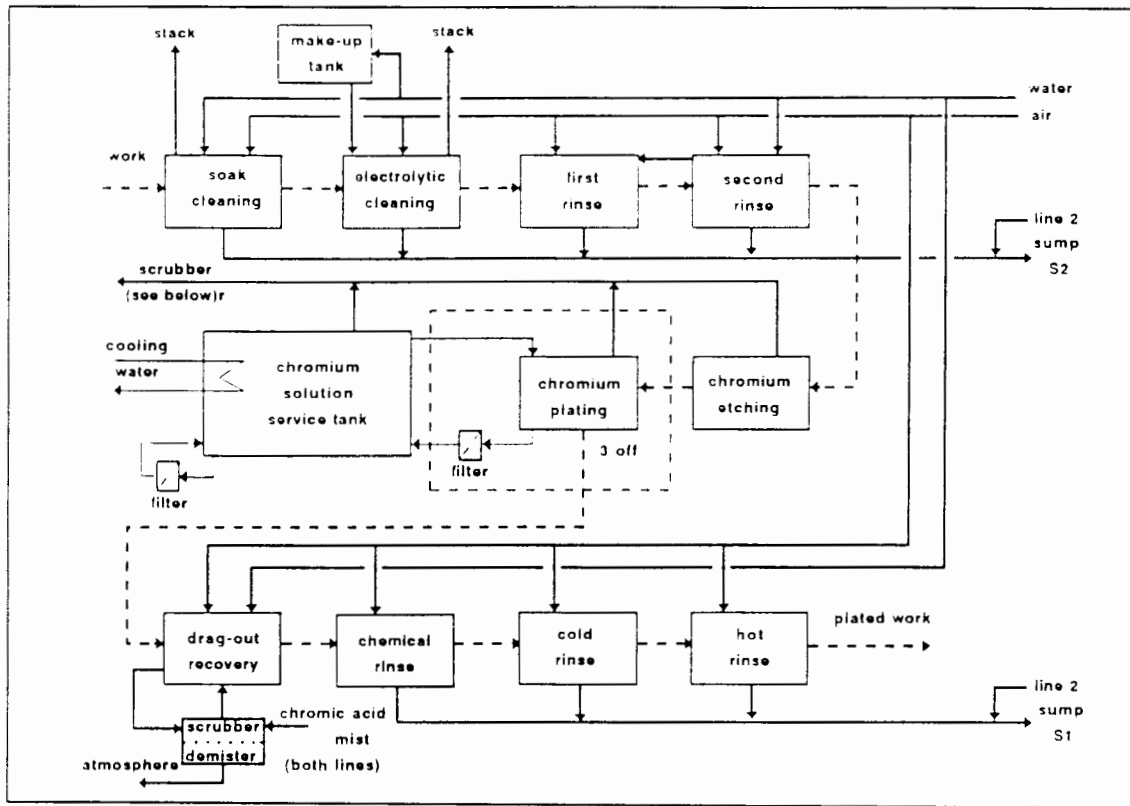 stack
make-up
tank
stack
water
air
work
soak
cleaning
electrolytic
cleaning
first
rinse
second
rinse
line 2
sump
S2
scrubber
(see below)r
cooling
water
chromium
solution
service tank
chromium
plating
chromium
etching
3 off
filter
filter
drag-out
recovery
chemical
rinse
cold
rinse
hot
rinse
plated work
line 2
sump
S1
scrubber
demister
chromic acid
mist
(both lines)
atmosphere